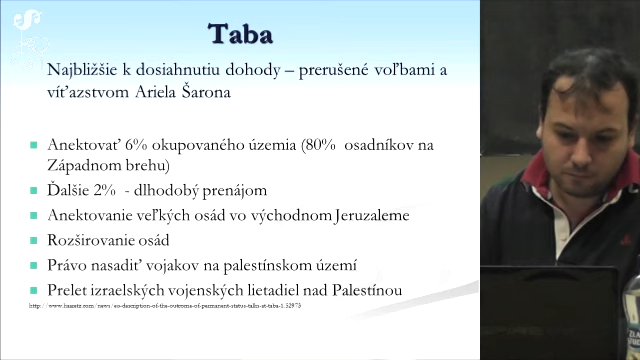 Taba
Najbližšie k dosiahnutiu dohody – prerušené voľbami a
víťazstvom Ariela Šarona
Anektovať 6% okupovaného územia (80% osadníkov na
Západnom brehu)
Ďalšie 2% - dlhodobý prenájom
Anektovanie veľkých osád vo východnom Jeruzaleme
Rozširovanie osád
Právo nasadiť vojakov na palestínskom území
Prelet izraelských vojenských lietadiel nad Palestínou
http://www.haaretz.com/news/eu-description-of-the-outcome-of-permanent-status-talks-at-taba-1.52973